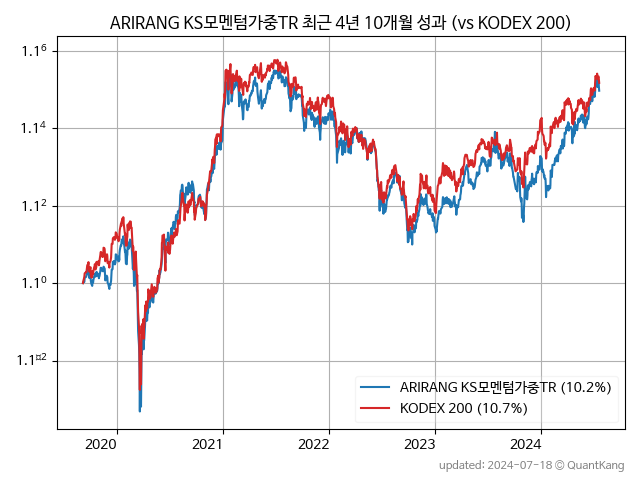 ARIRANG KS모멘텀가중TR 최근 4년 10개월 성과 (vs KODEX 200)
1.1⁶
1.1⁴
1.1²
1.1⁰
1.1¤²
ARIRANG KS모멘텀가중TR (10.2%)
KODEX 200 (10.7%)
2020 2021 2022 2023 2024
updated: 2024-07-18 © QuantKang